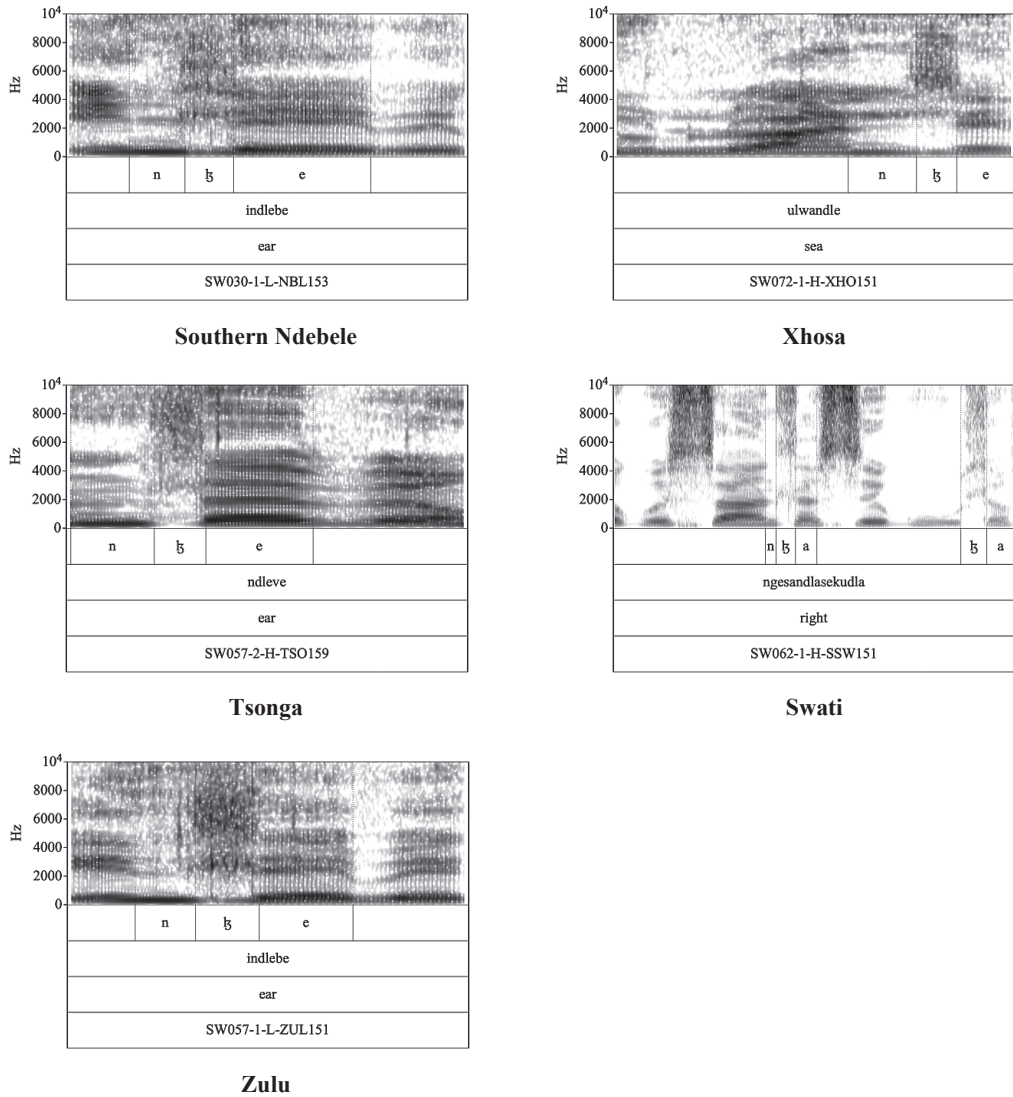 10⁴
8000
6000
4000
2000
0
Hz
n ɮ e
indlebe
ear
SW030-1-L-NBL153
Southern Ndebele
10⁴
8000
6000
4000
2000
0
Hz
n ɮ e
ulwandle
sea
SW072-1-H-XHO151
Xhosa
10⁴
8000
6000
4000
2000
0
Hz
n ɮ e
ndleve
ear
SW057-2-H-TSO159
Tsonga
10⁴
8000
6000
4000
2000
0
Hz
n ɮ a ɮ a
ngesandlasekudla
right
SW062-1-H-SSW151
Swati
10⁴
8000
6000
4000
2000
0
Hz
n ɮ e
indlebe
ear
SW057-1-L-ZUL151
Zulu